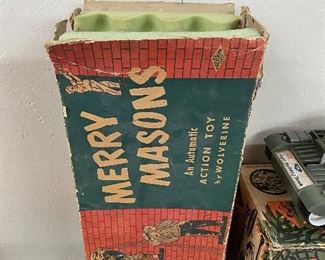 MERRY
MASONS
An Automatic
ACTION TOY
by WOLVERINE